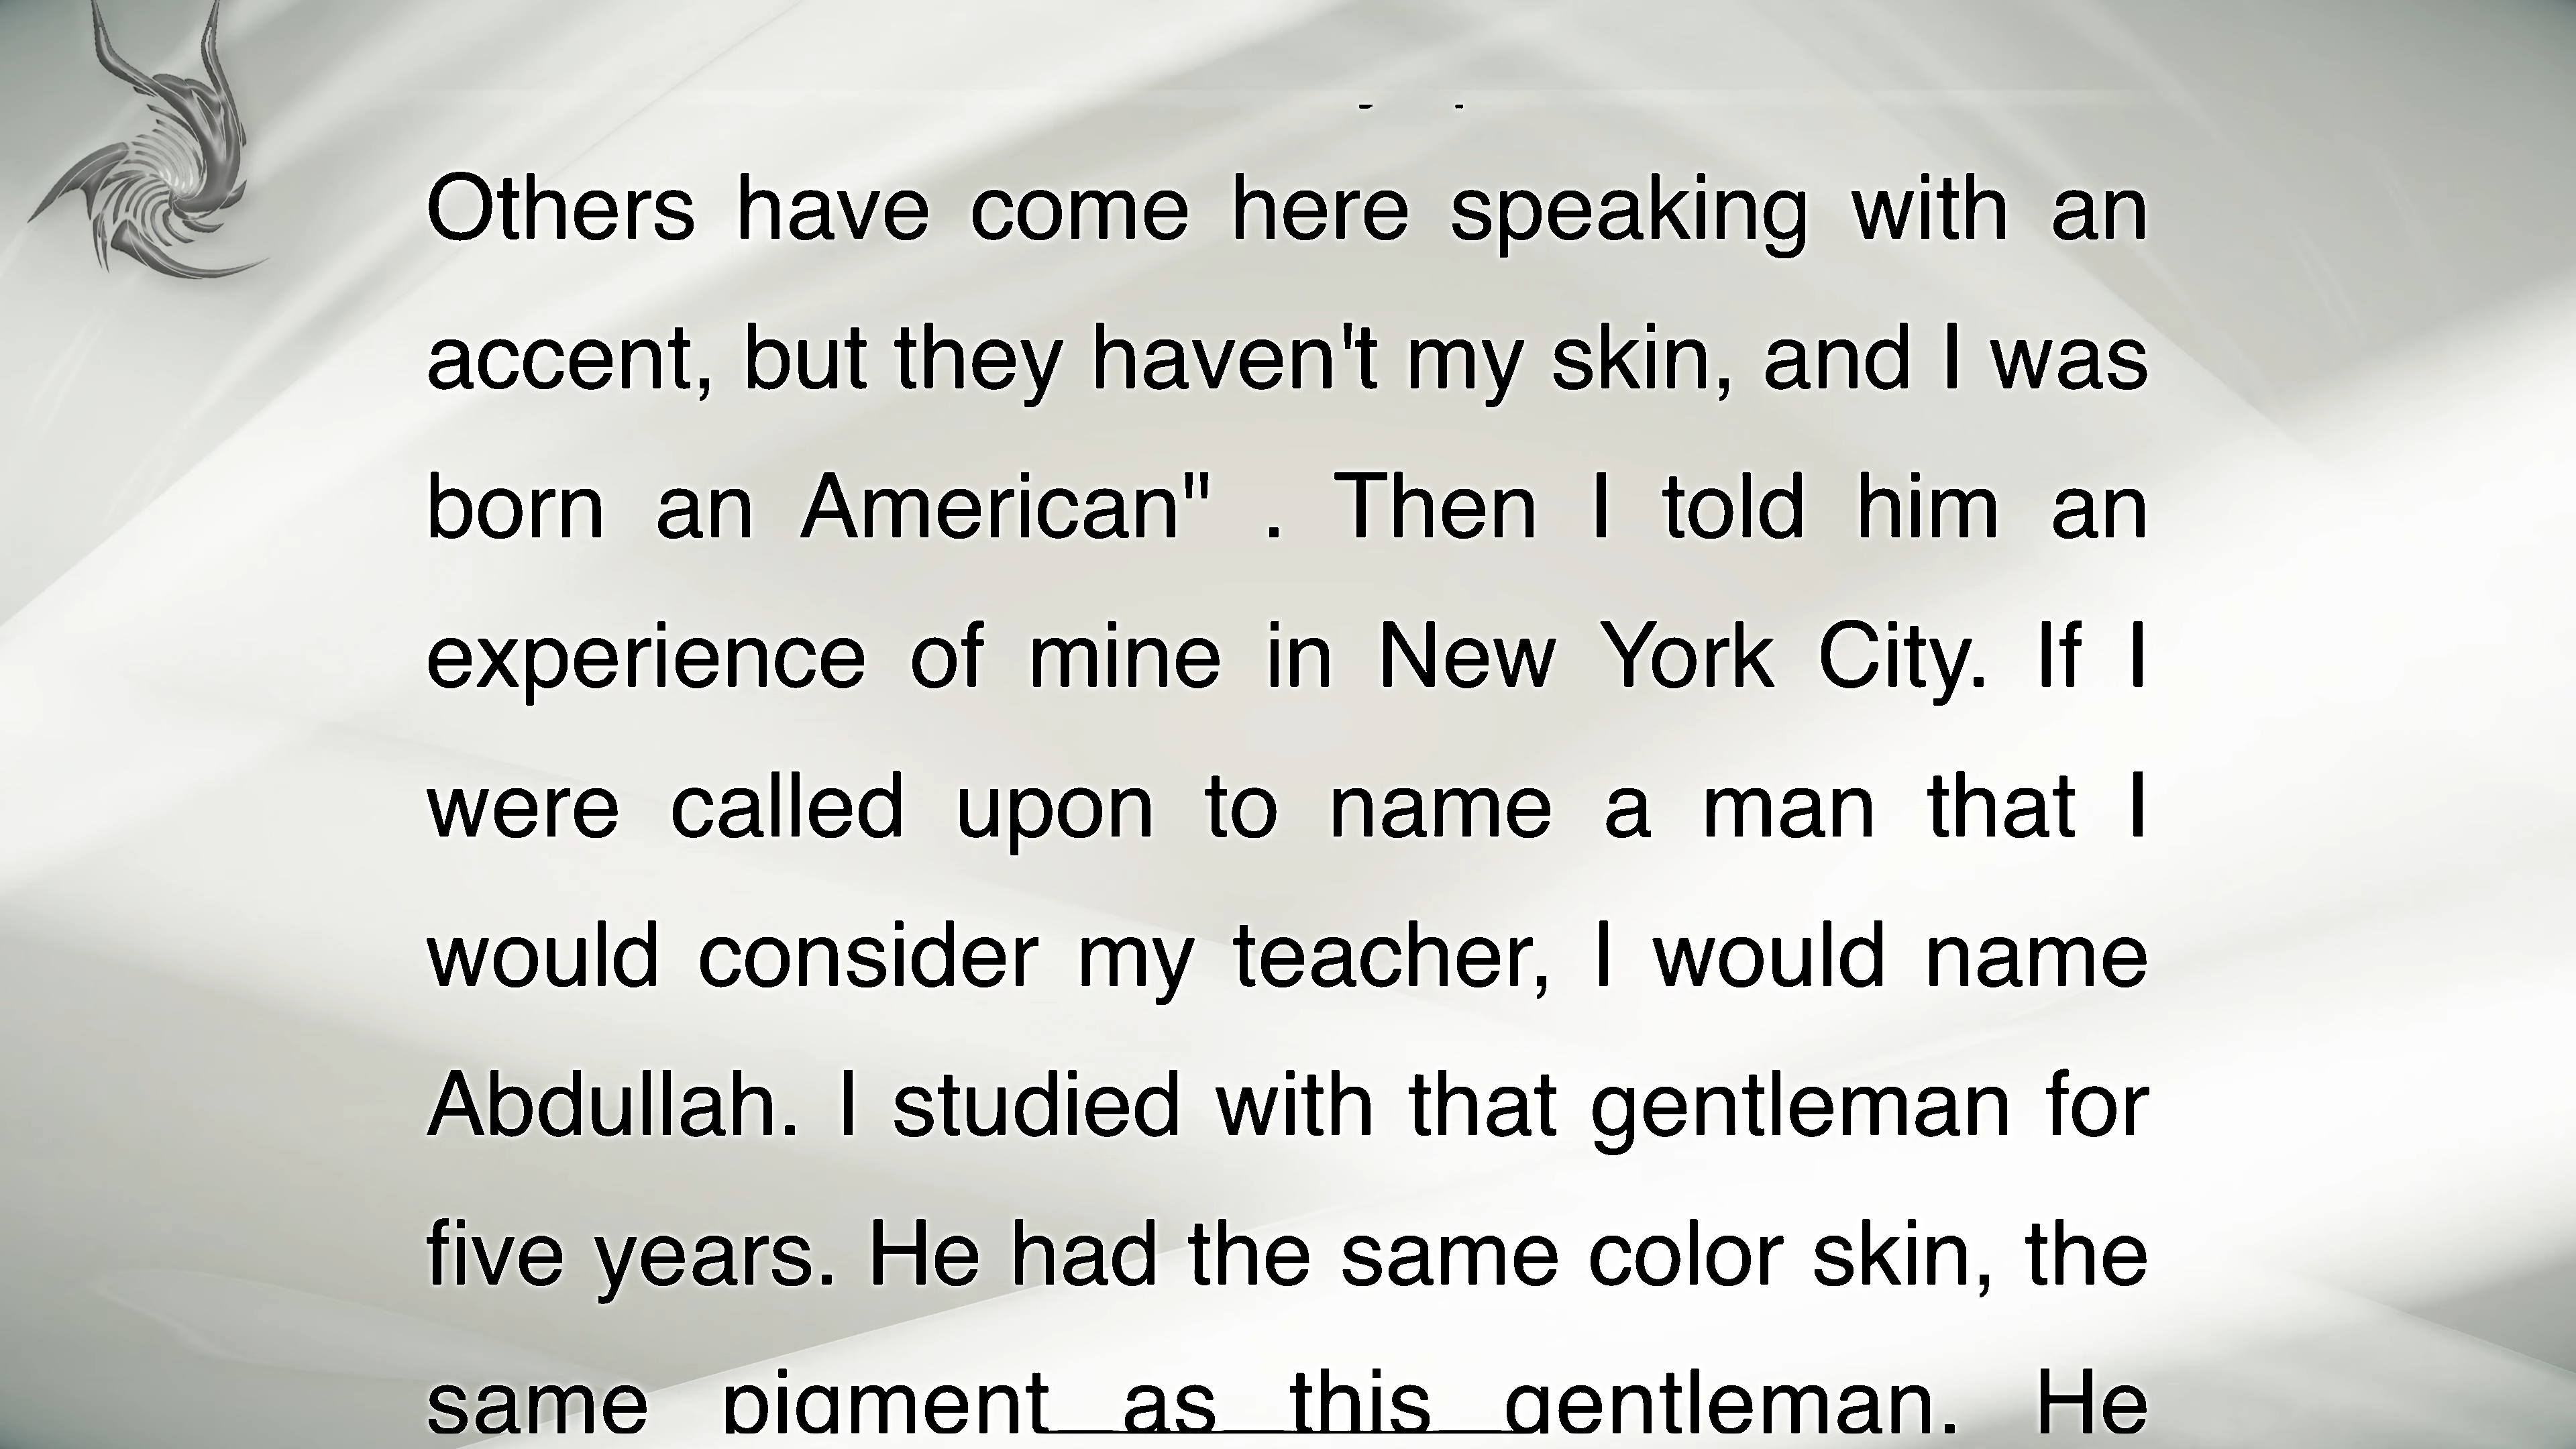 Others have come here speaking with an
accent, but they haven't my skin, and I was
born an American" . Then I told him an
experience of mine in New York City. If I
were called upon to name a man that I
would consider my teacher, I would name
Abdullah. I studied with that gentleman for
five years. He had the same color skin, the
same pigment as this gentleman. He